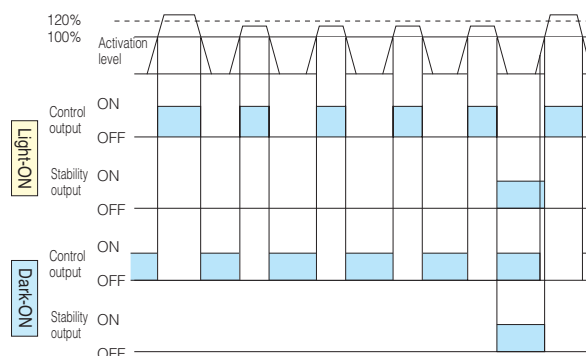 120%
100%
Activation
level
Light-ON
Control
output
ON
OFF
Stability
output
ON
OFF
Dark-ON
Control
output
ON
OFF
Stability
output
ON
OFF